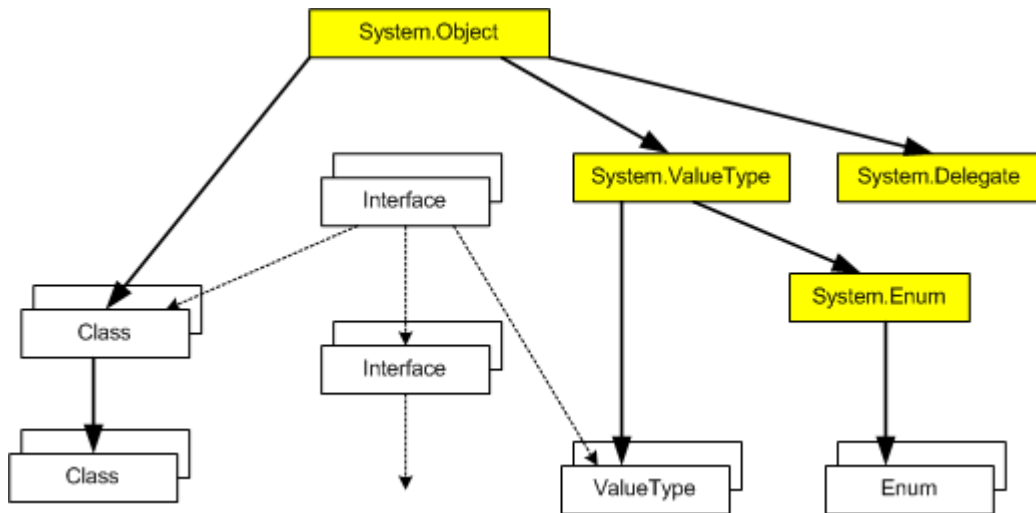 System.Object
System.ValueType
System.Delegate
Interface
System.Enum
Class
Interface
Class
ValueType
Enum